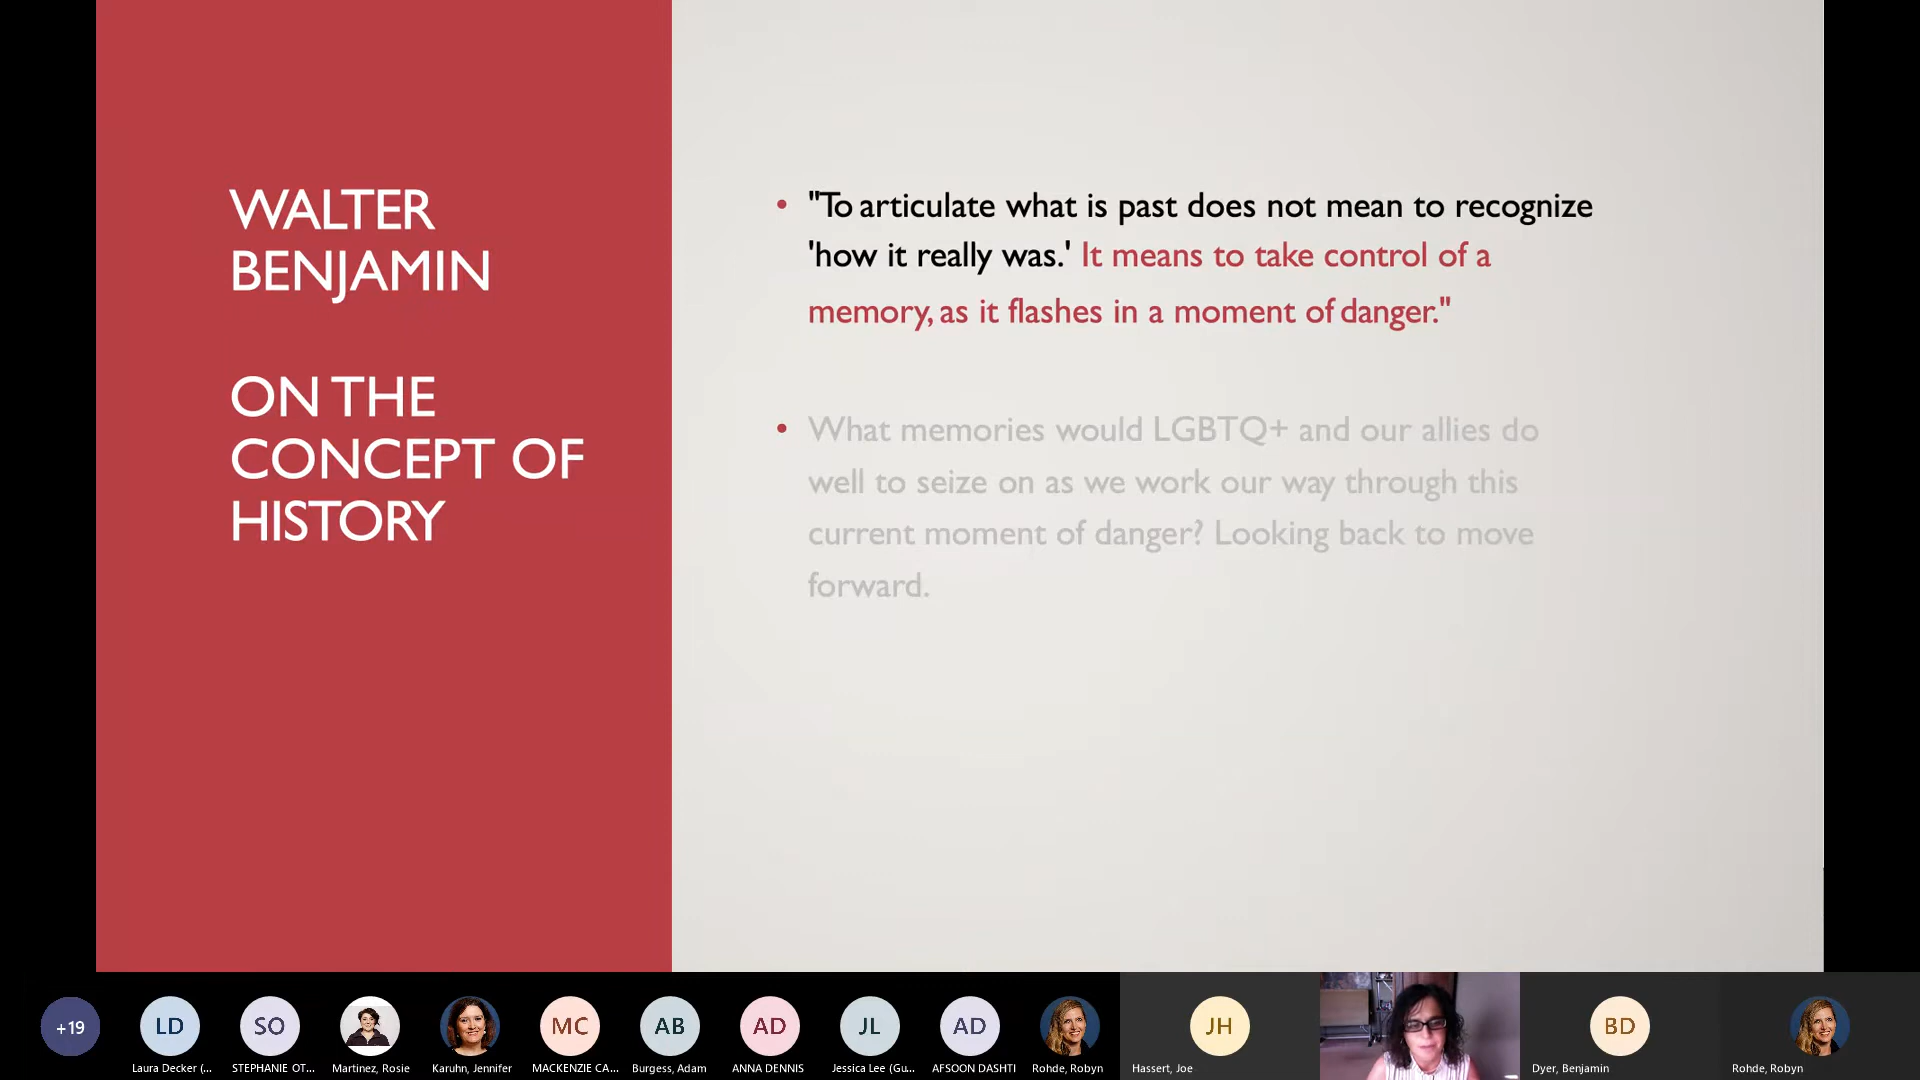 WALTER
BENJAMIN
ON THE
CONCEPT OF
HISTORY
• "To articulate what is past does not mean to recognize
'how it really was.' It means to take control of a
memory, as it flashes in a moment of danger."
• What memories would LGBTQ+ and our allies do
well to seize on as we work our way through this
current moment of danger? Looking back to move
forward.
+19
LD
SO
MC
AB
AD
JL
AD
JH
BD
Laura Decker (...
STEPHANIE OT...
Martinez, Rosie
Karuhn, Jennifer
MACKENZIE CA...
Burgess, Adam
ANNA DENNIS
Jessica Lee (Gu...
AFSOON DASHTI
Rohde, Robyn
Hassert, Joe
Dyer, Benjamin
Rohde, Robyn